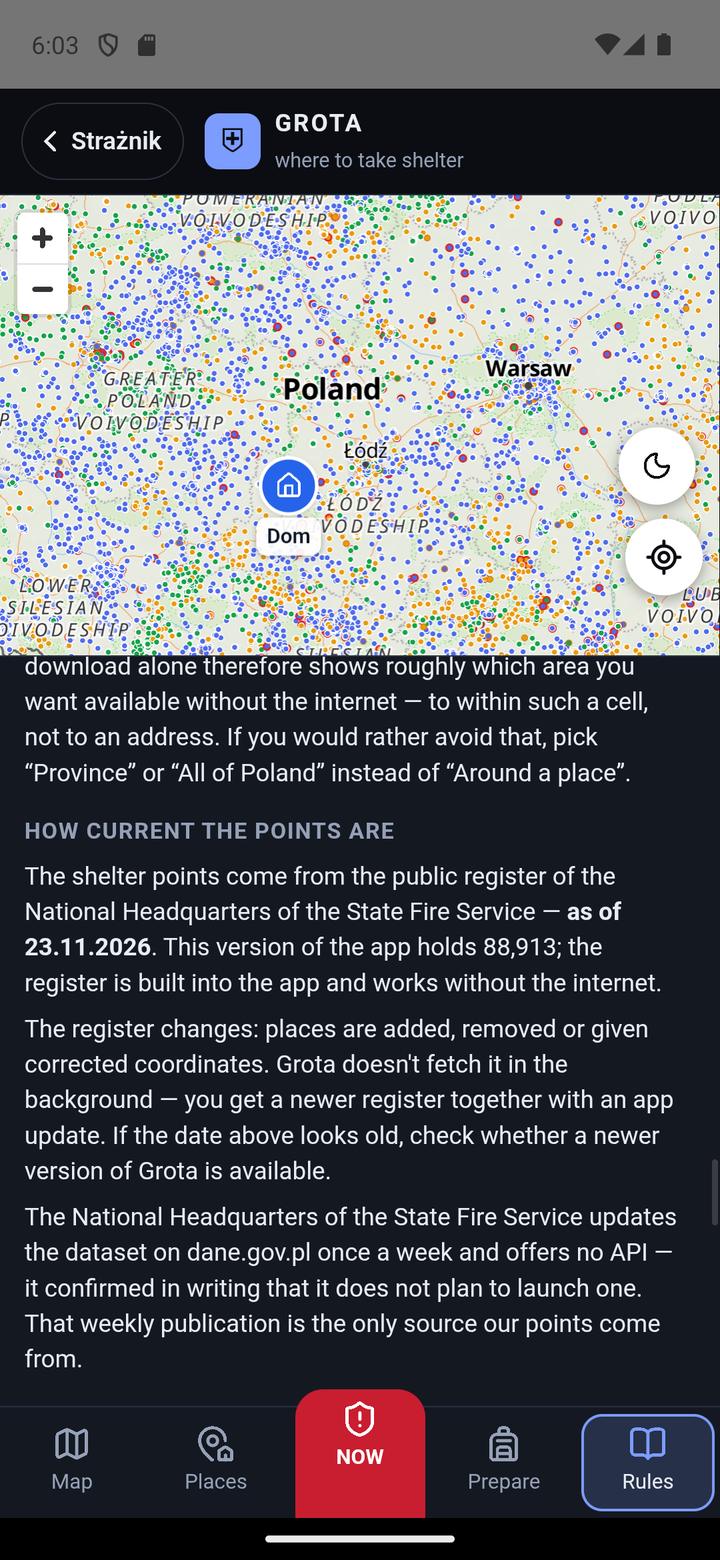 6:03
Strażnik
GROTA
where to take shelter
POMERANIAN
VOIVODESHIP
VOIVO
+
−
GREATER
POLAND
VOIVODESHIP
Poland
Warsaw
Łódź
ŁÓDŹ
VODESHIP
Dom
LOWER
SILESIAN
OIVODESHIP
LUB
VOIVO
SILESIAN
download alone therefore shows roughly which area you
want available without the internet — to within such a cell,
not to an address. If you would rather avoid that, pick
“Province” or “All of Poland” instead of “Around a place”.
HOW CURRENT THE POINTS ARE
The shelter points come from the public register of the
National Headquarters of the State Fire Service — as of
23.11.2026. This version of the app holds 88,913; the
register is built into the app and works without the internet.
The register changes: places are added, removed or given
corrected coordinates. Grota doesn't fetch it in the
background — you get a newer register together with an app
update. If the date above looks old, check whether a newer
version of Grota is available.
The National Headquarters of the State Fire Service updates
the dataset on dane.gov.pl once a week and offers no API —
it confirmed in writing that it does not plan to launch one.
That weekly publication is the only source our points come
from.
Map
Places
NOW
Prepare
Rules